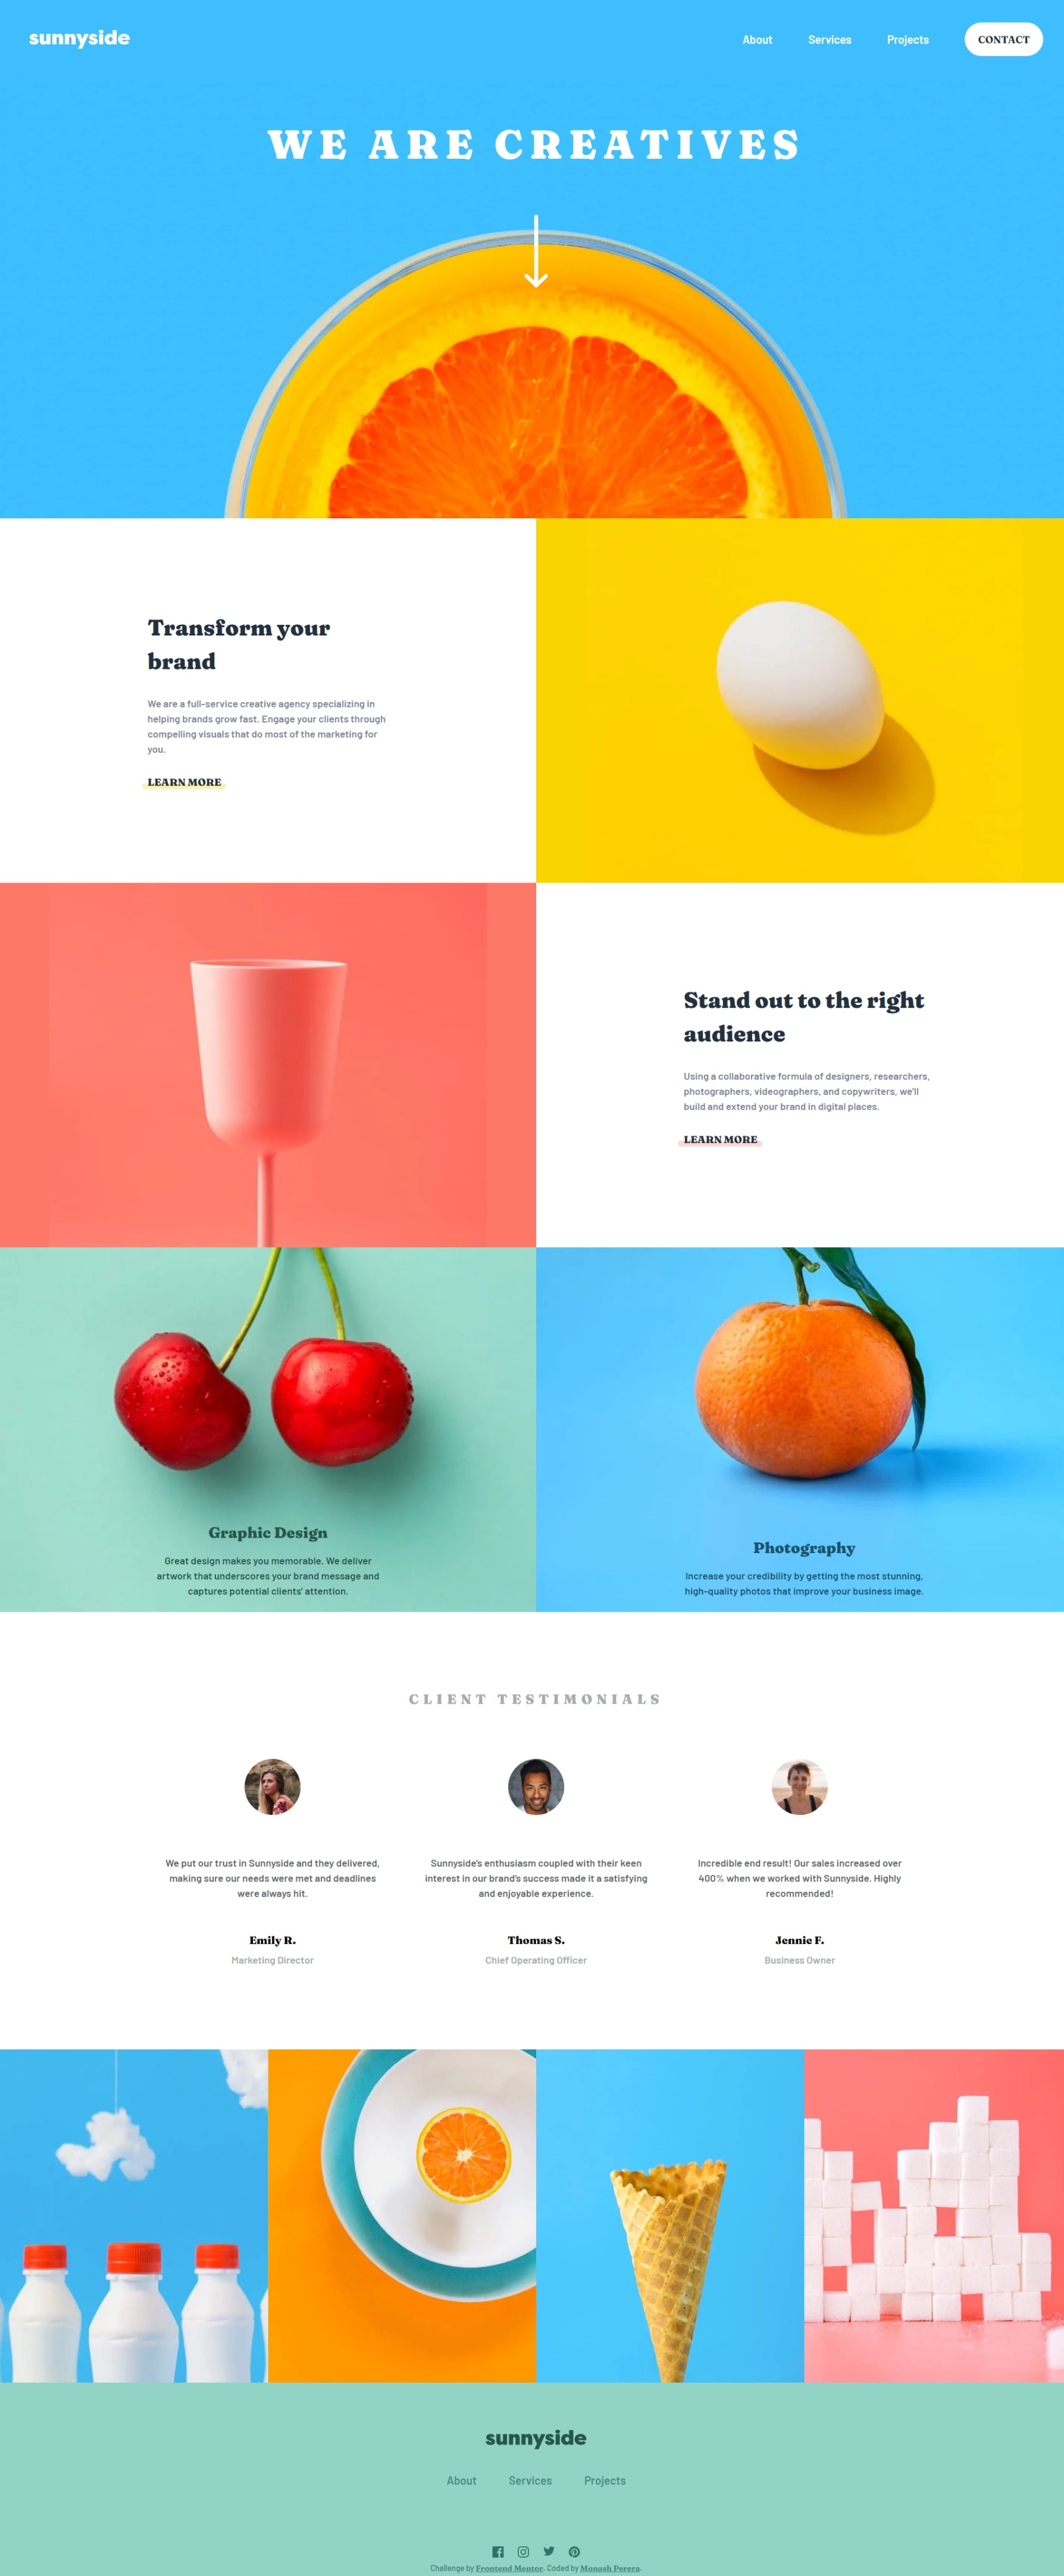 sunnyside
About Services Projects CONTACT
WE ARE CREATIVES
Transform your
brand
We are a full-service creative agency specializing in
helping brands grow fast. Engage your clients through
compelling visuals that do most of the marketing for
you.
LEARN MORE
Stand out to the right
audience
Using a collaborative formula of designers, researchers,
photographers, videographers, and copywriters, we'll
build and extend your brand in digital places.
LEARN MORE
Graphic Design
Great design makes you memorable. We deliver
artwork that underscores your brand message and
captures potential clients' attention.
Photography
Increase your credibility by getting the most stunning,
high-quality photos that improve your business image.
CLIENT TESTIMONIALS
We put our trust in Sunnyside and they delivered,
making sure our needs were met and deadlines
were always hit.
Emily R.
Marketing Director
Sunnyside's enthusiasm coupled with their keen
interest in our brand's success made it a satisfying
and enjoyable experience.
Thomas S.
Chief Operating Officer
Incredible end result! Our sales increased over
400% when we worked with Sunnyside. Highly
recommended!
Jennie F.
Business Owner
sunnyside
About Services Projects
Challenge by Frontend Mentor. Coded by Monash Perera.